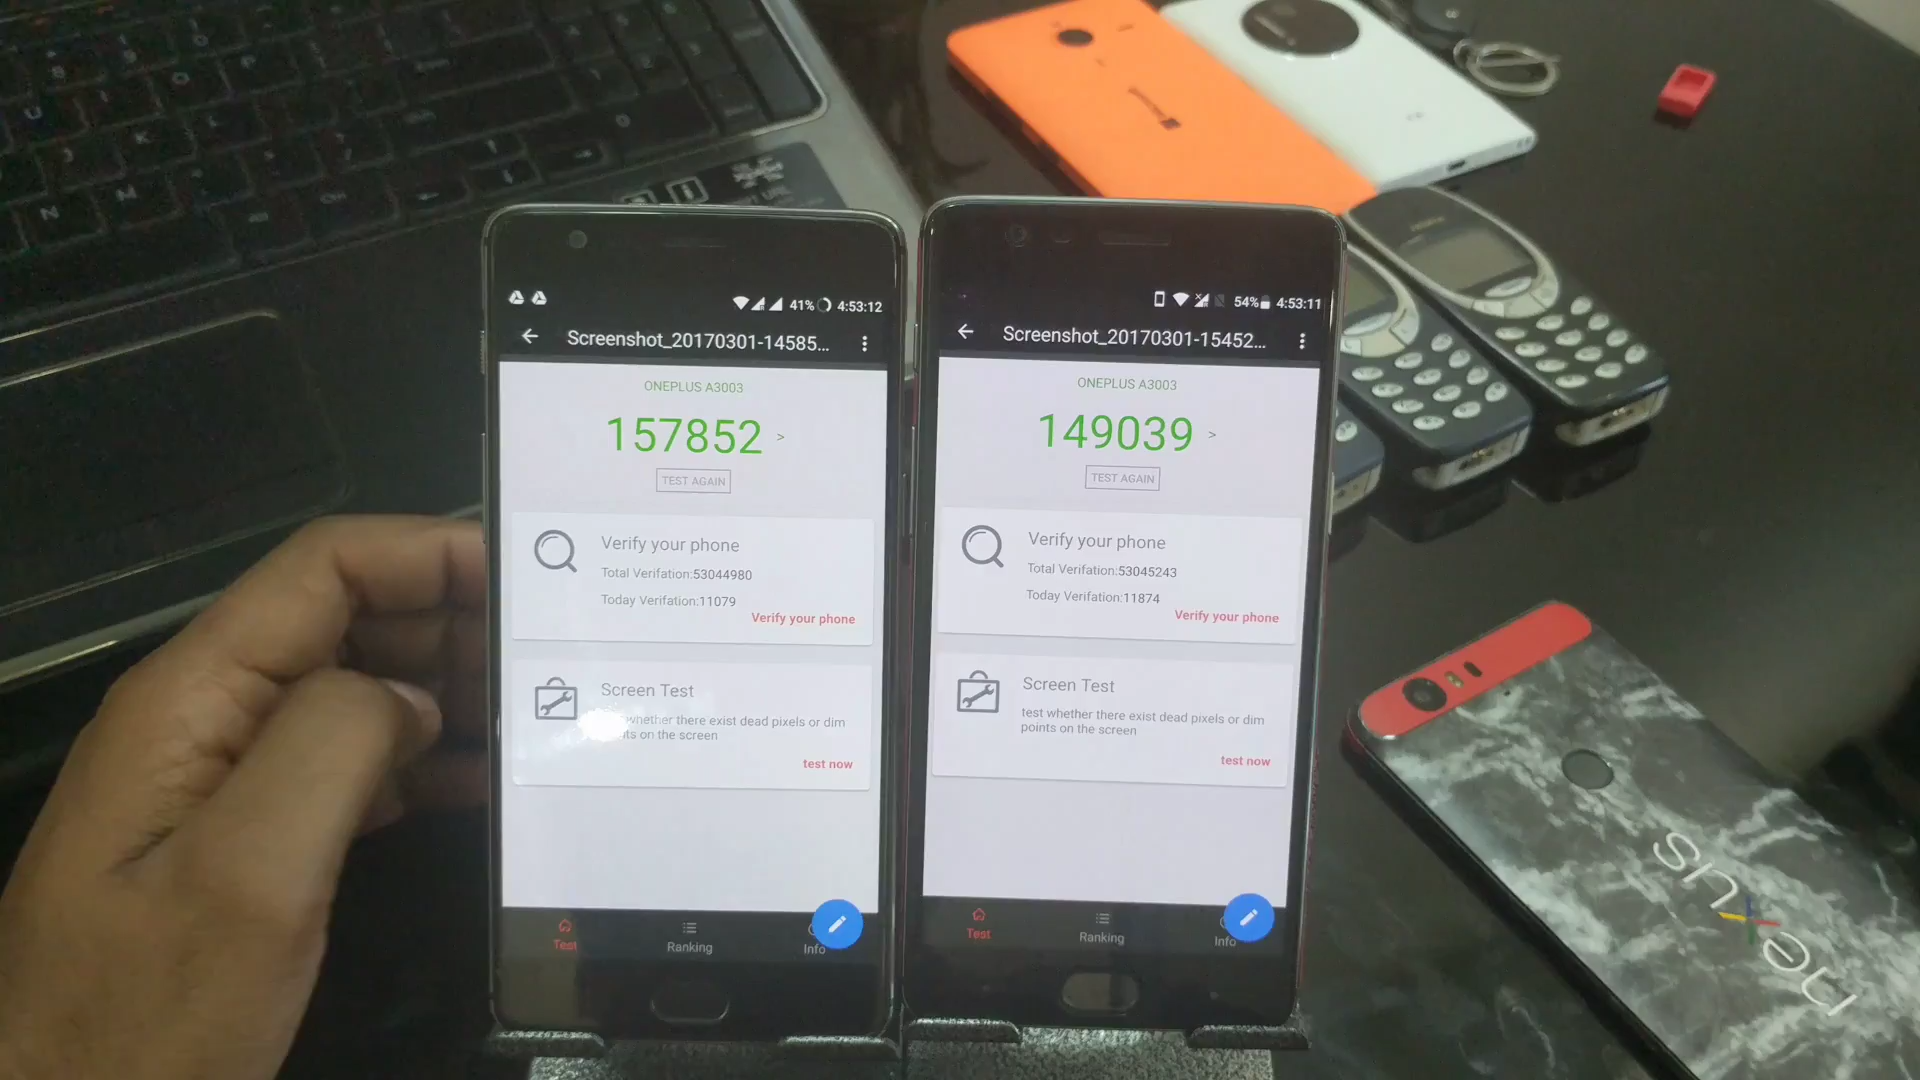 41% 4:53:12
Screenshot_20170301-14585...
ONEPLUS A3003
157852 >
TEST AGAIN
Verify your phone
Total Verifation:53044980
Today Verifation:11079
Verify your phone
Screen Test
whether there exist dead pixels or dim
on the screen
test now
Test
Ranking
Info
54% 4:53:11
Screenshot_20170301-15452...
ONEPLUS A3003
149039 >
TEST AGAIN
Verify your phone
Total Verifation:53045243
Today Verifation:11874
Verify your phone
Screen Test
test whether there exist dead pixels or dim
points on the screen
test now
Test
Ranking
Info
Microsoft
NOKIA
nexus